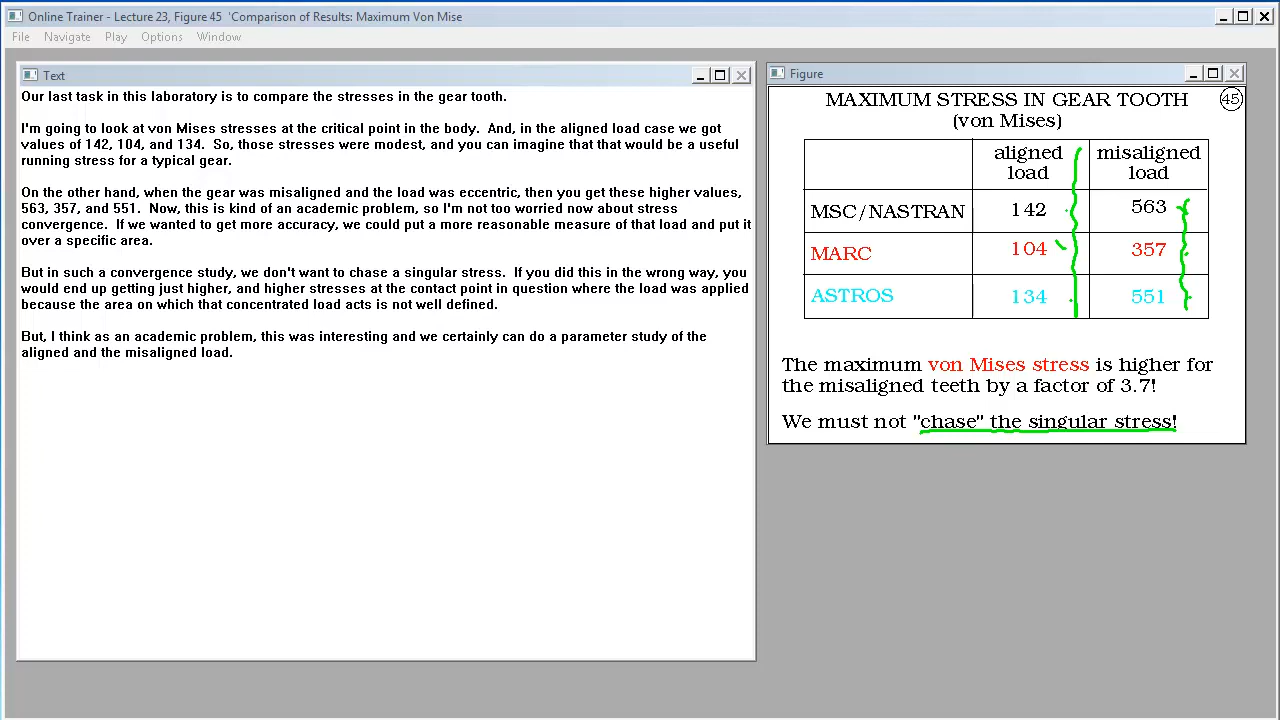 Online Trainer - Lecture 23, Figure 45 'Comparison of Results: Maximum Von Mise
File Navigate Play Options Window
Text
Our last task in this laboratory is to compare the stresses in the gear tooth.
I'm going to look at von Mises stresses at the critical point in the body. And, in the aligned load case we got
values of 142, 104, and 134. So, those stresses were modest, and you can imagine that that would be a useful
running stress for a typical gear.
On the other hand, when the gear was misaligned and the load was eccentric, then you get these higher values,
563, 357, and 551. Now, this is kind of an academic problem, so I'm not too worried now about stress
convergence. If we wanted to get more accuracy, we could put a more reasonable measure of that load and put it
over a specific area.
But in such a convergence study, we don't want to chase a singular stress. If you did this in the wrong way, you
would end up getting just higher, and higher stresses at the contact point in question where the load was applied
because the area on which that concentrated load acts is not well defined.
But, I think as an academic problem, this was interesting and we certainly can do a parameter study of the
aligned and the misaligned load.
Figure
MAXIMUM STRESS IN GEAR TOOTH 45
(von Mises)
aligned misaligned
load load
MSC/NASTRAN 142 563
MARC 104 357
ASTROS 134 551
The maximum von Mises stress is higher for
the misaligned teeth by a factor of 3.7!
We must not "chase" the singular stress!